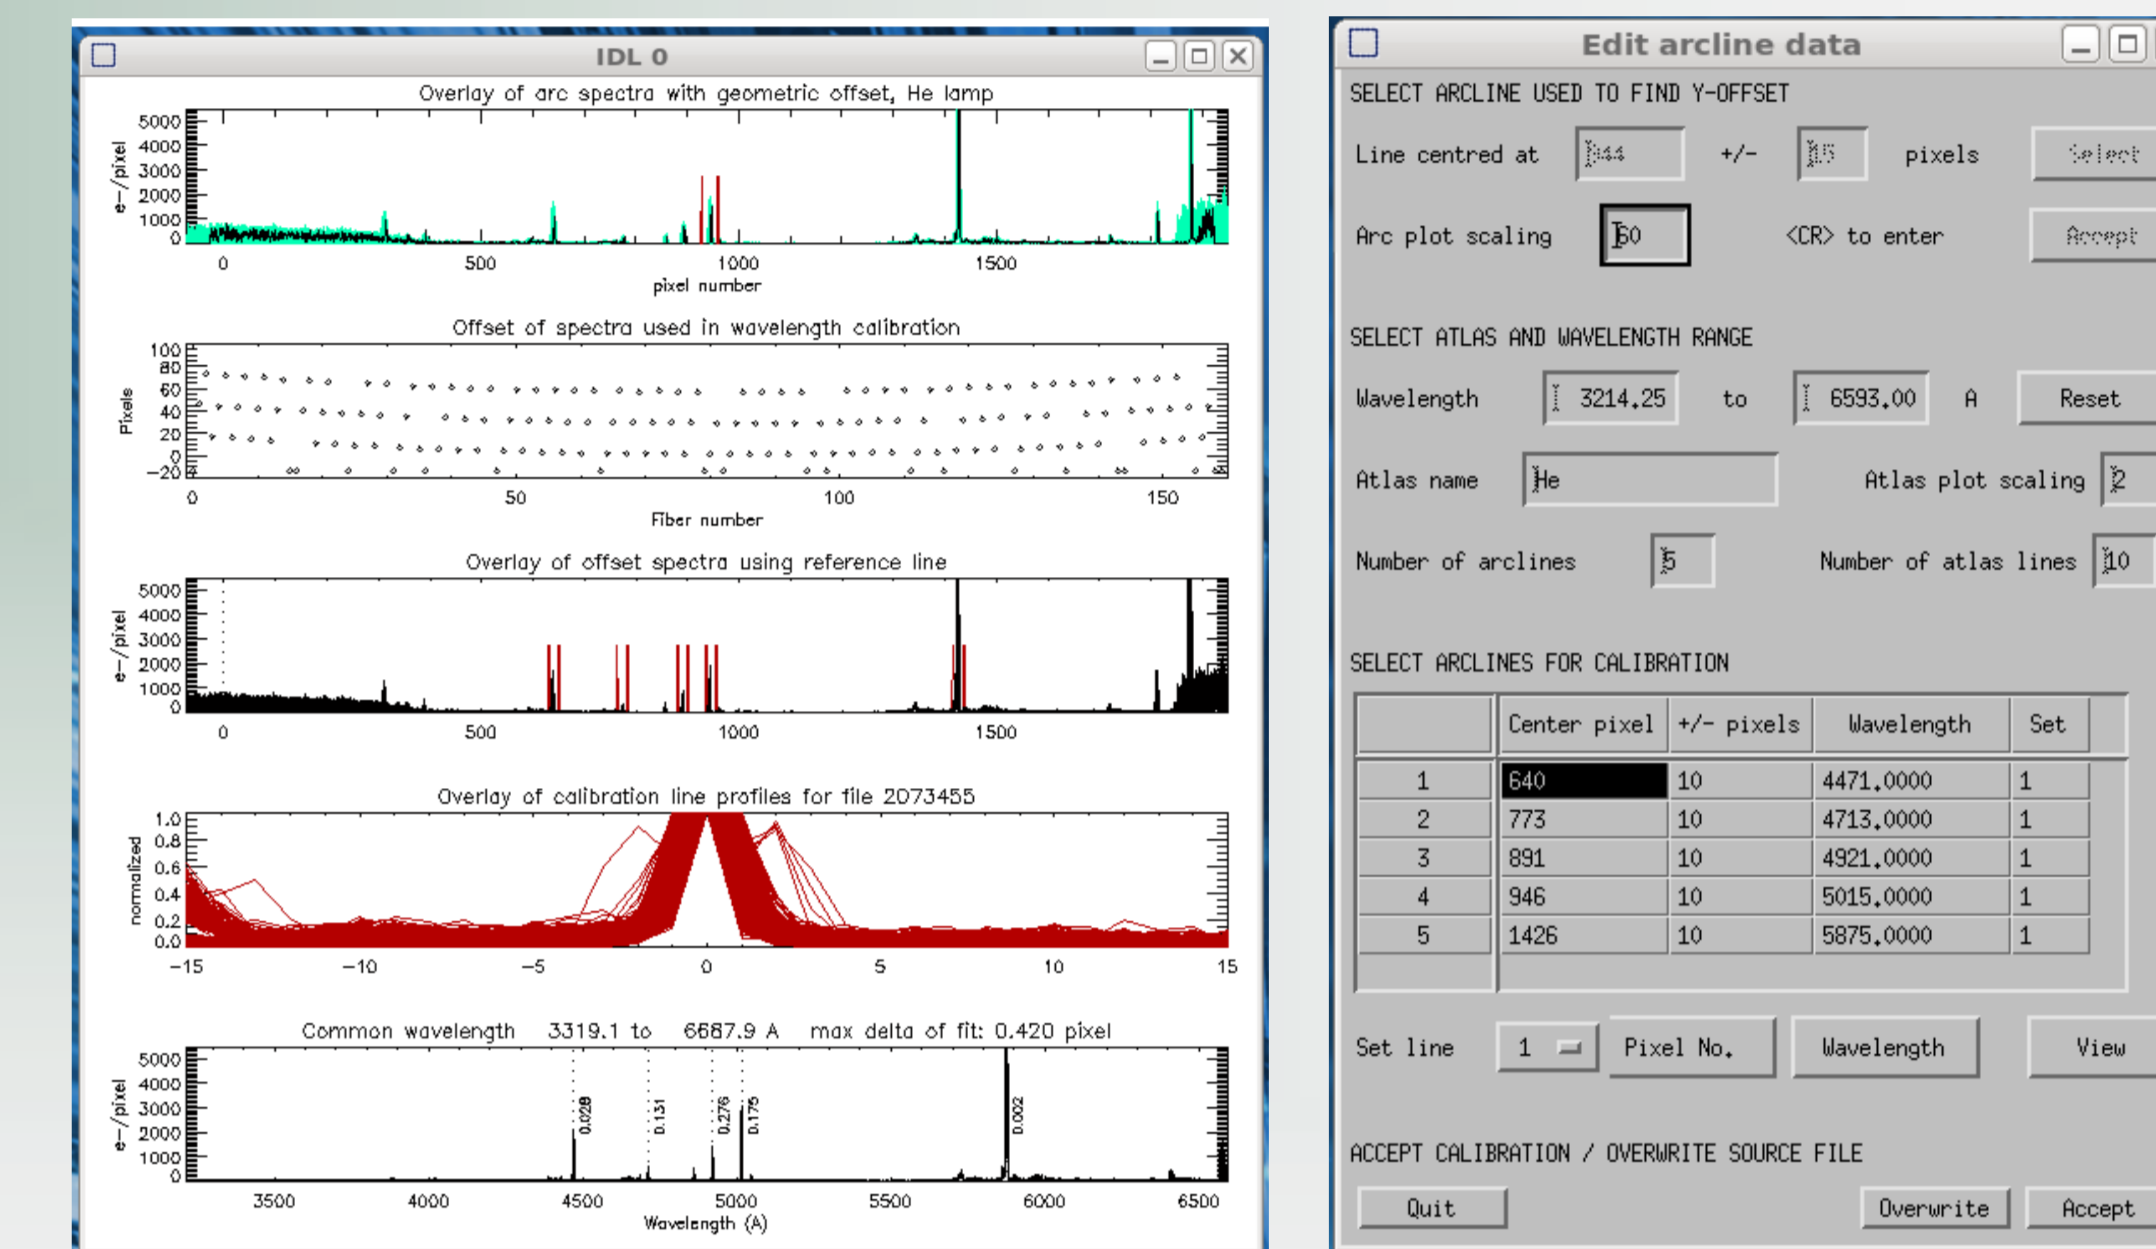 IDL 0
Overlay of arc spectra with geometric offset, He lamp
e-/pixel
5000
4000
3000
2000
1000
0
0 500 1000 1500
pixel number
Offset of spectra used in wavelength calibration
Pixels
100
80
60
40
20
0
-20
0 50 100 150
Fiber number
Overlay of offset spectra using reference line
e-/pixel
5000
4000
3000
2000
1000
0
0 500 1000 1500
Overlay of calibration line profiles for file 2073455
normalized
1.0
0.8
0.6
0.4
0.2
0.0
-15 -10 -5 0 5 10 15
Common wavelength 3319.1 to 6687.9 A max delta of fit: 0.420 pixel
e-/pixel
5000
4000
3000
2000
1000
0
0.028 0.131 0.276 0.175 0.002
3500 4000 4500 5000 5500 6000 6500
Wavelength (A)
Edit arcline data
SELECT ARCLINE USED TO FIND Y-OFFSET
Line centred at 944 +/- 15 pixels Select
Arc plot scaling 60 <CR> to enter Accept
SELECT ATLAS AND WAVELENGTH RANGE
Wavelength 3214.25 to 6593.00 A Reset
Atlas name He Atlas plot scaling 2
Number of arclines 5 Number of atlas lines 10
SELECT ARCLINES FOR CALIBRATION
Center pixel +/- pixels Wavelength Set
1 640 10 4471.0000 1
2 773 10 4713.0000 1
3 891 10 4921.0000 1
4 946 10 5015.0000 1
5 1426 10 5875.0000 1
Set line 1 Pixel No. Wavelength View
ACCEPT CALIBRATION / OVERWRITE SOURCE FILE
Quit Overwrite Accept